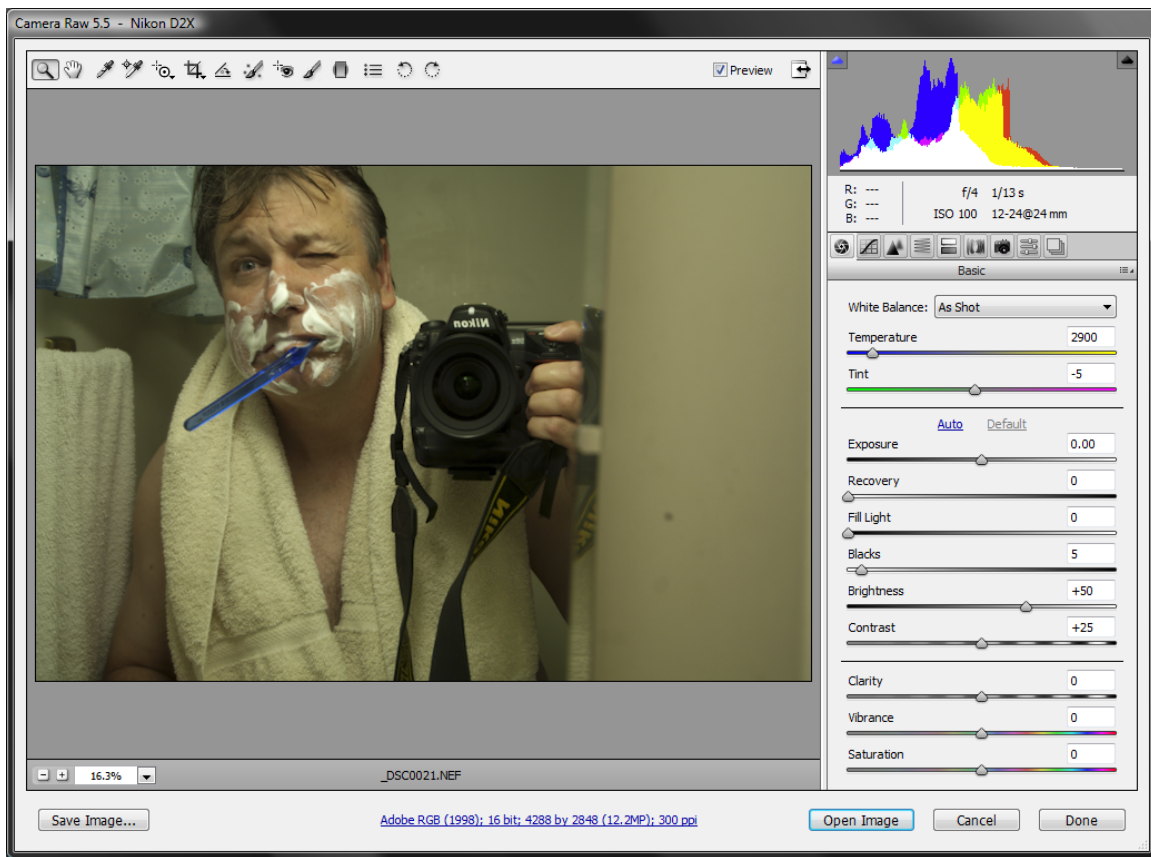 Camera Raw 5.5 - Nikon D2X
Preview
R: ---
G: ---
B: ---
f/4 1/13 s
ISO 100 12-24@24 mm
Basic
White Balance: As Shot
Temperature 2900
Tint -5
Auto Default
Exposure 0.00
Recovery 0
Fill Light 0
Blacks 5
Brightness +50
Contrast +25
Clarity 0
Vibrance 0
Saturation 0
Nikon
Nikon
16.3% _DSC0021.NEF
Save Image... Adobe RGB (1998); 16 bit; 4288 by 2848 (12.2MP); 300 ppi Open Image Cancel Done